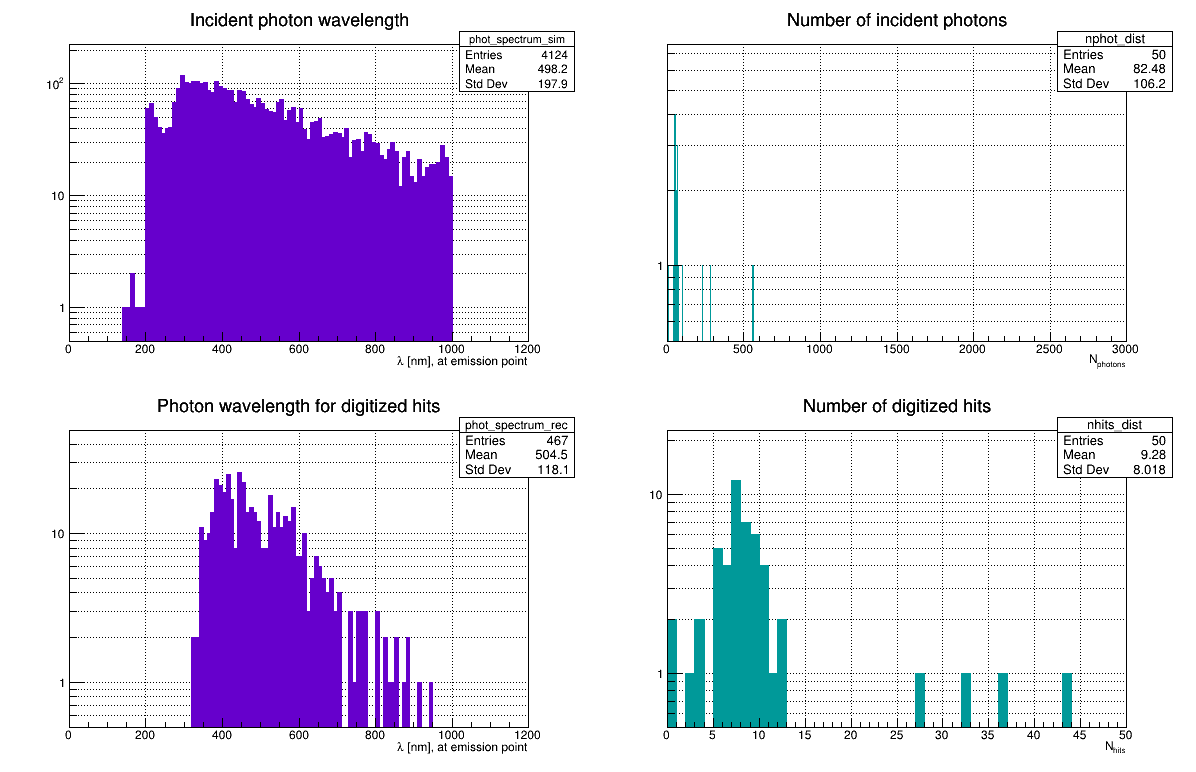 Incident photon wavelength
phot_spectrum_sim
Entries 4124
Mean 498.2
Std Dev 197.9
10²
10
1
0 200 400 600 800 1000 1200
λ [nm], at emission point
Number of incident photons
nphot_dist
Entries 50
Mean 82.48
Std Dev 106.2
1
0 500 1000 1500 2000 2500 3000
Nphotons
Photon wavelength for digitized hits
phot_spectrum_rec
Entries 467
Mean 504.5
Std Dev 118.1
10
1
0 200 400 600 800 1000 1200
λ [nm], at emission point
Number of digitized hits
nhits_dist
Entries 50
Mean 9.28
Std Dev 8.018
10
1
0 5 10 15 20 25 30 35 40 45 50
Nhits